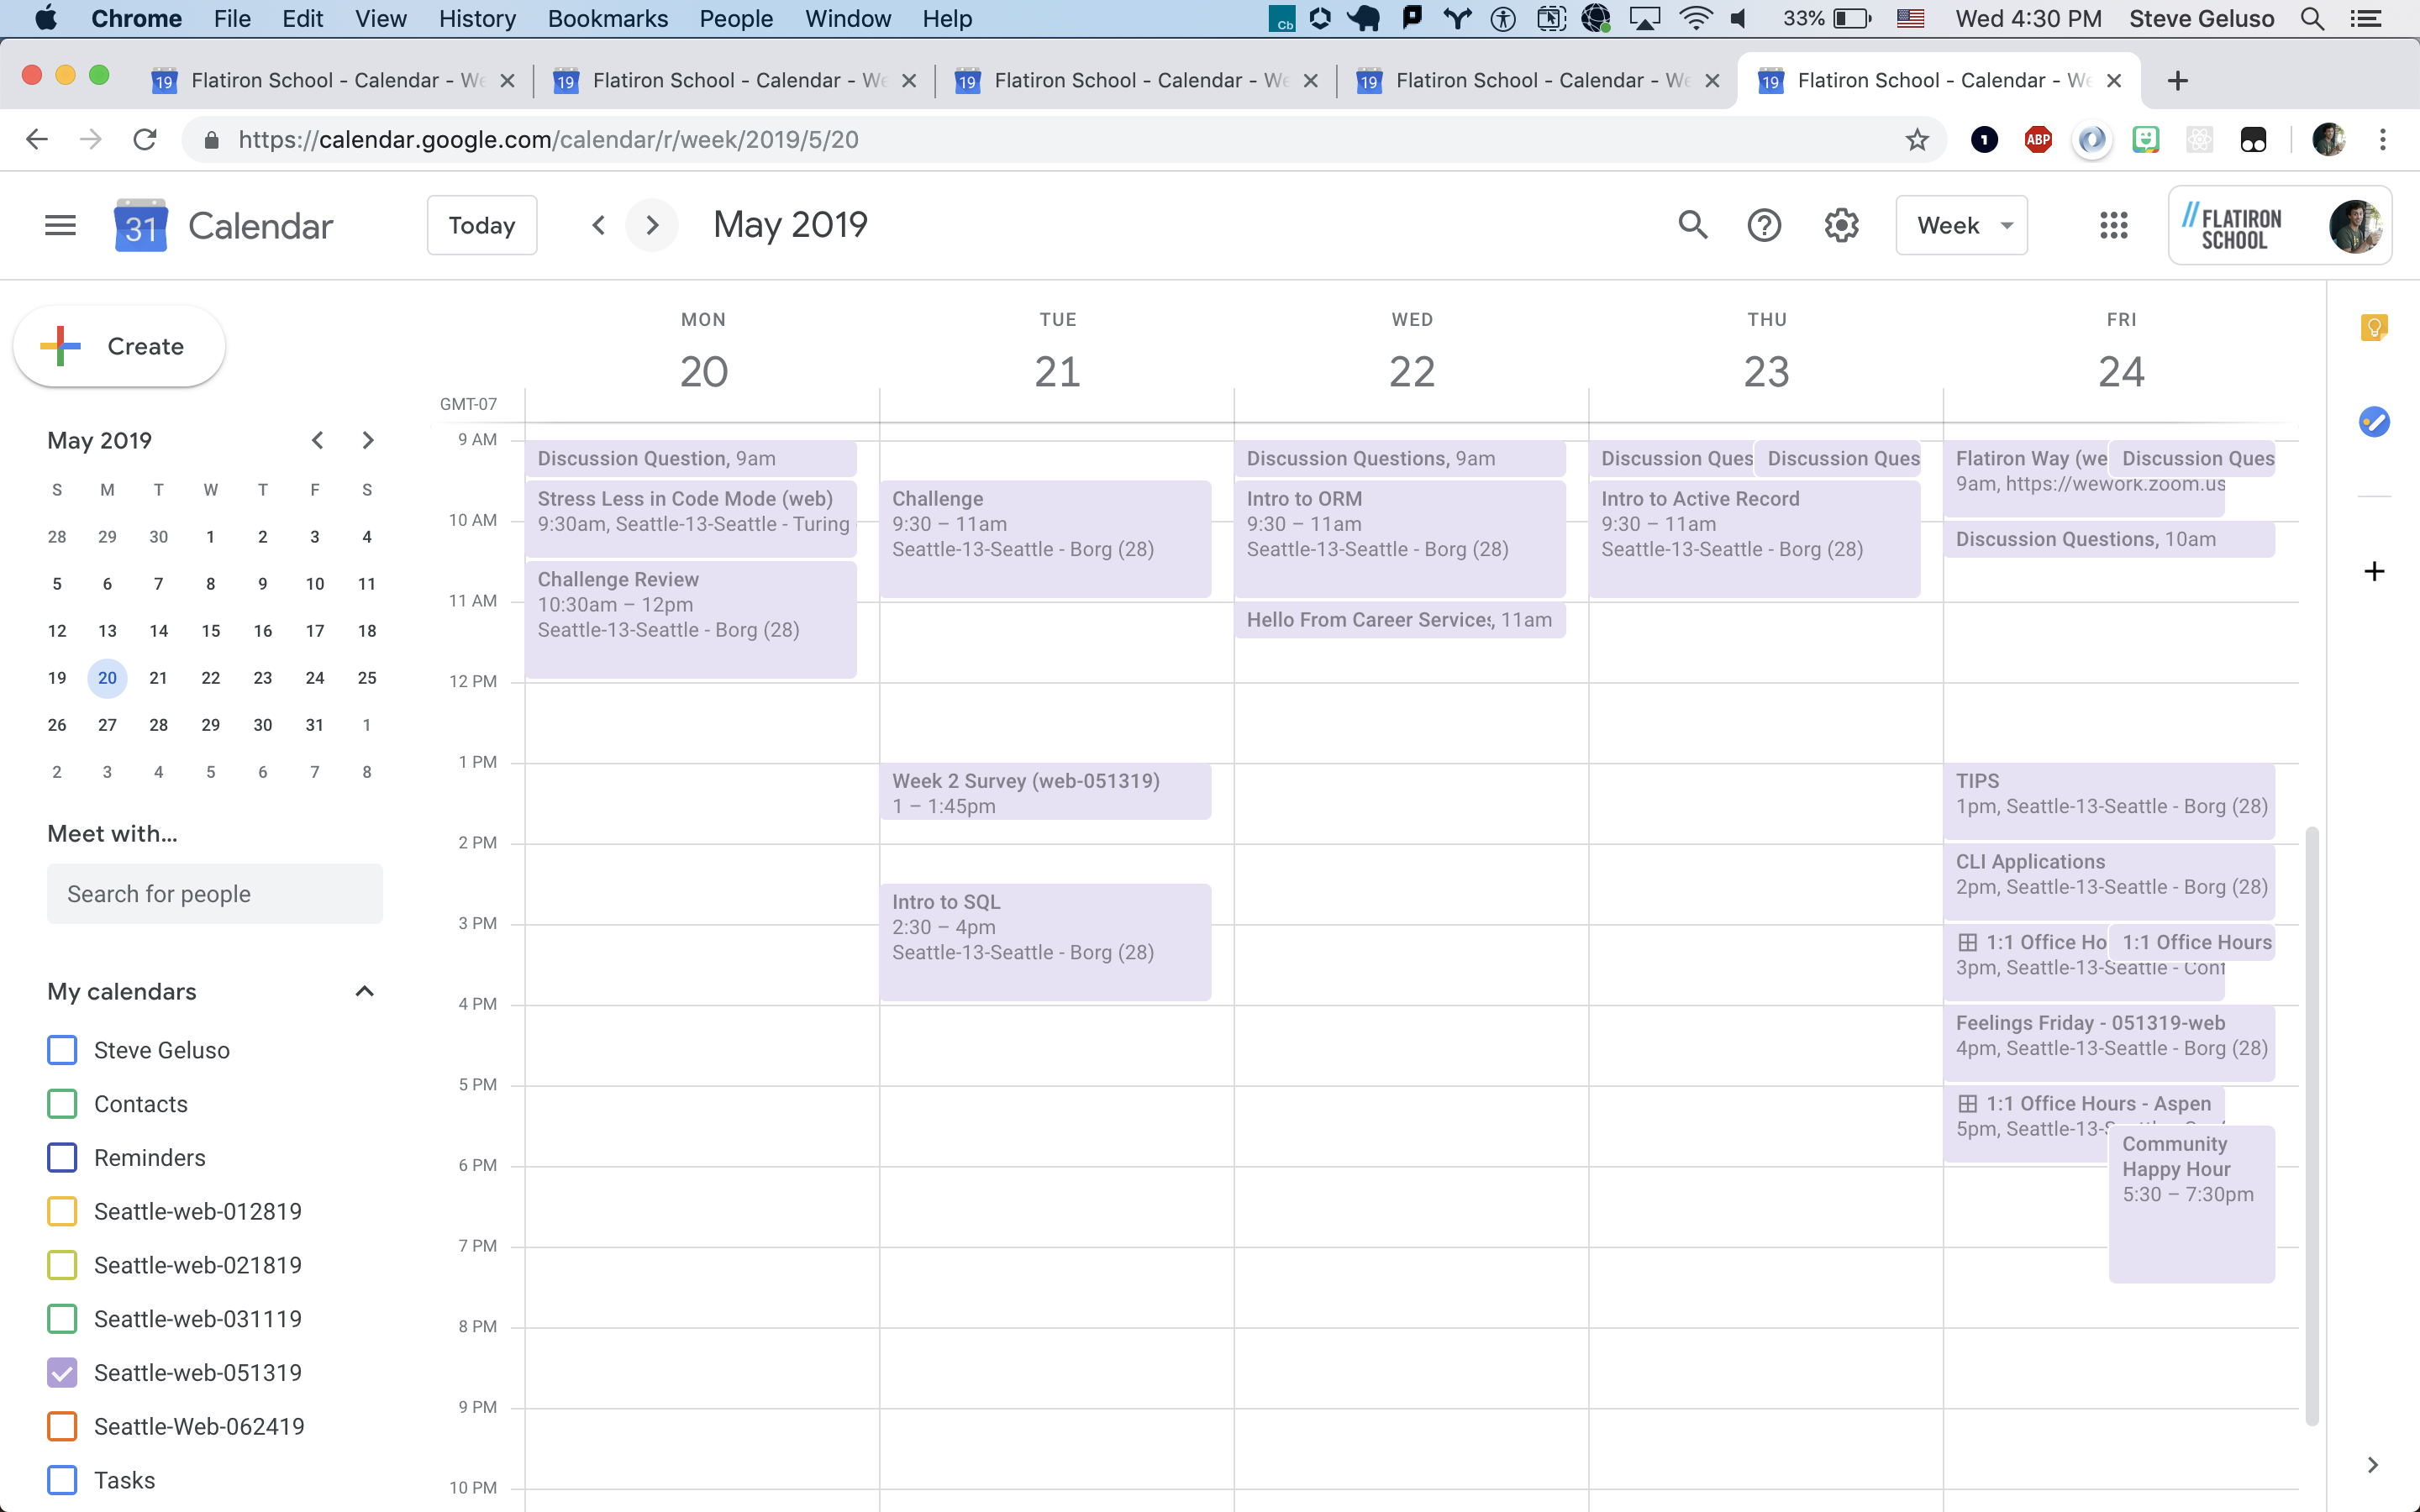 Chrome File Edit View History Bookmarks People Window Help
Cb 33% Wed 4:30 PM Steve Geluso
19 Flatiron School - Calendar - We 19 Flatiron School - Calendar - We 19 Flatiron School - Calendar - We 19 Flatiron School - Calendar - We 19 Flatiron School - Calendar - We
https://calendar.google.com/calendar/r/week/2019/5/20
1 ABP
31 Calendar Today May 2019 Week
// FLATIRON
SCHOOL
Create
May 2019
S M T W T F S
28 29 30 1 2 3 4
5 6 7 8 9 10 11
12 13 14 15 16 17 18
19 20 21 22 23 24 25
26 27 28 29 30 31 1
2 3 4 5 6 7 8
Meet with...
Search for people
My calendars
Steve Geluso
Contacts
Reminders
Seattle-web-012819
Seattle-web-021819
Seattle-web-031119
Seattle-web-051319
Seattle-Web-062419
Tasks
GMT-07
9 AM
10 AM
11 AM
12 PM
1 PM
2 PM
3 PM
4 PM
5 PM
6 PM
7 PM
8 PM
9 PM
10 PM
MON
20
Discussion Question, 9am
Stress Less in Code Mode (web)
9:30am, Seattle-13-Seattle - Turing
Challenge Review
10:30am – 12pm
Seattle-13-Seattle - Borg (28)
TUE
21
Challenge
9:30 – 11am
Seattle-13-Seattle - Borg (28)
Week 2 Survey (web-051319)
1 – 1:45pm
Intro to SQL
2:30 – 4pm
Seattle-13-Seattle - Borg (28)
WED
22
Discussion Questions, 9am
Intro to ORM
9:30 – 11am
Seattle-13-Seattle - Borg (28)
Hello From Career Services, 11am
THU
23
Discussion Ques
Discussion Ques
Intro to Active Record
9:30 – 11am
Seattle-13-Seattle - Borg (28)
FRI
24
Flatiron Way (we
9am, https://wework.zoom.us
Discussion Ques
Discussion Questions, 10am
TIPS
1pm, Seattle-13-Seattle - Borg (28)
CLI Applications
2pm, Seattle-13-Seattle - Borg (28)
1:1 Office Ho
3pm, Seattle-13-Seattle - Conf
1:1 Office Hours
Feelings Friday - 051319-web
4pm, Seattle-13-Seattle - Borg (28)
1:1 Office Hours - Aspen
5pm, Seattle-13-
Community
Happy Hour
5:30 – 7:30pm